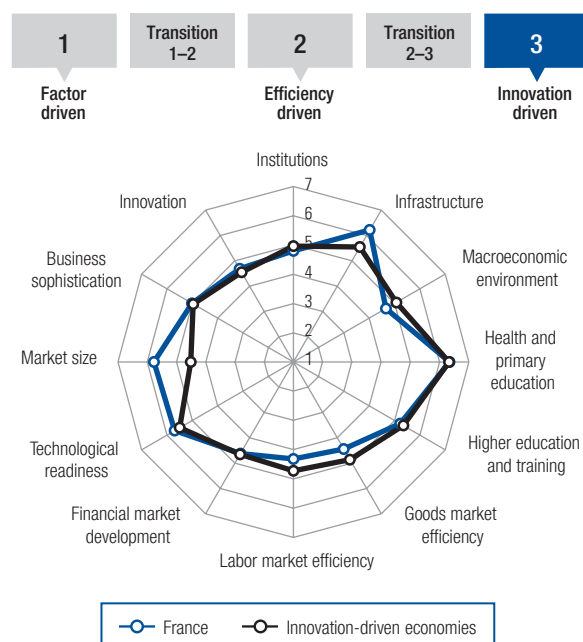 1
Transition
1–2
2
Transition
2–3
3
Factor
driven
Efficiency
driven
Innovation
driven
Institutions
Innovation
Infrastructure
Business
sophistication
Macroeconomic
environment
Market size
Health and
primary
education
Technological
readiness
Higher education
and training
Financial market
development
Goods market
efficiency
Labor market efficiency
7
6
5
4
3
2
1
France
Innovation-driven economies